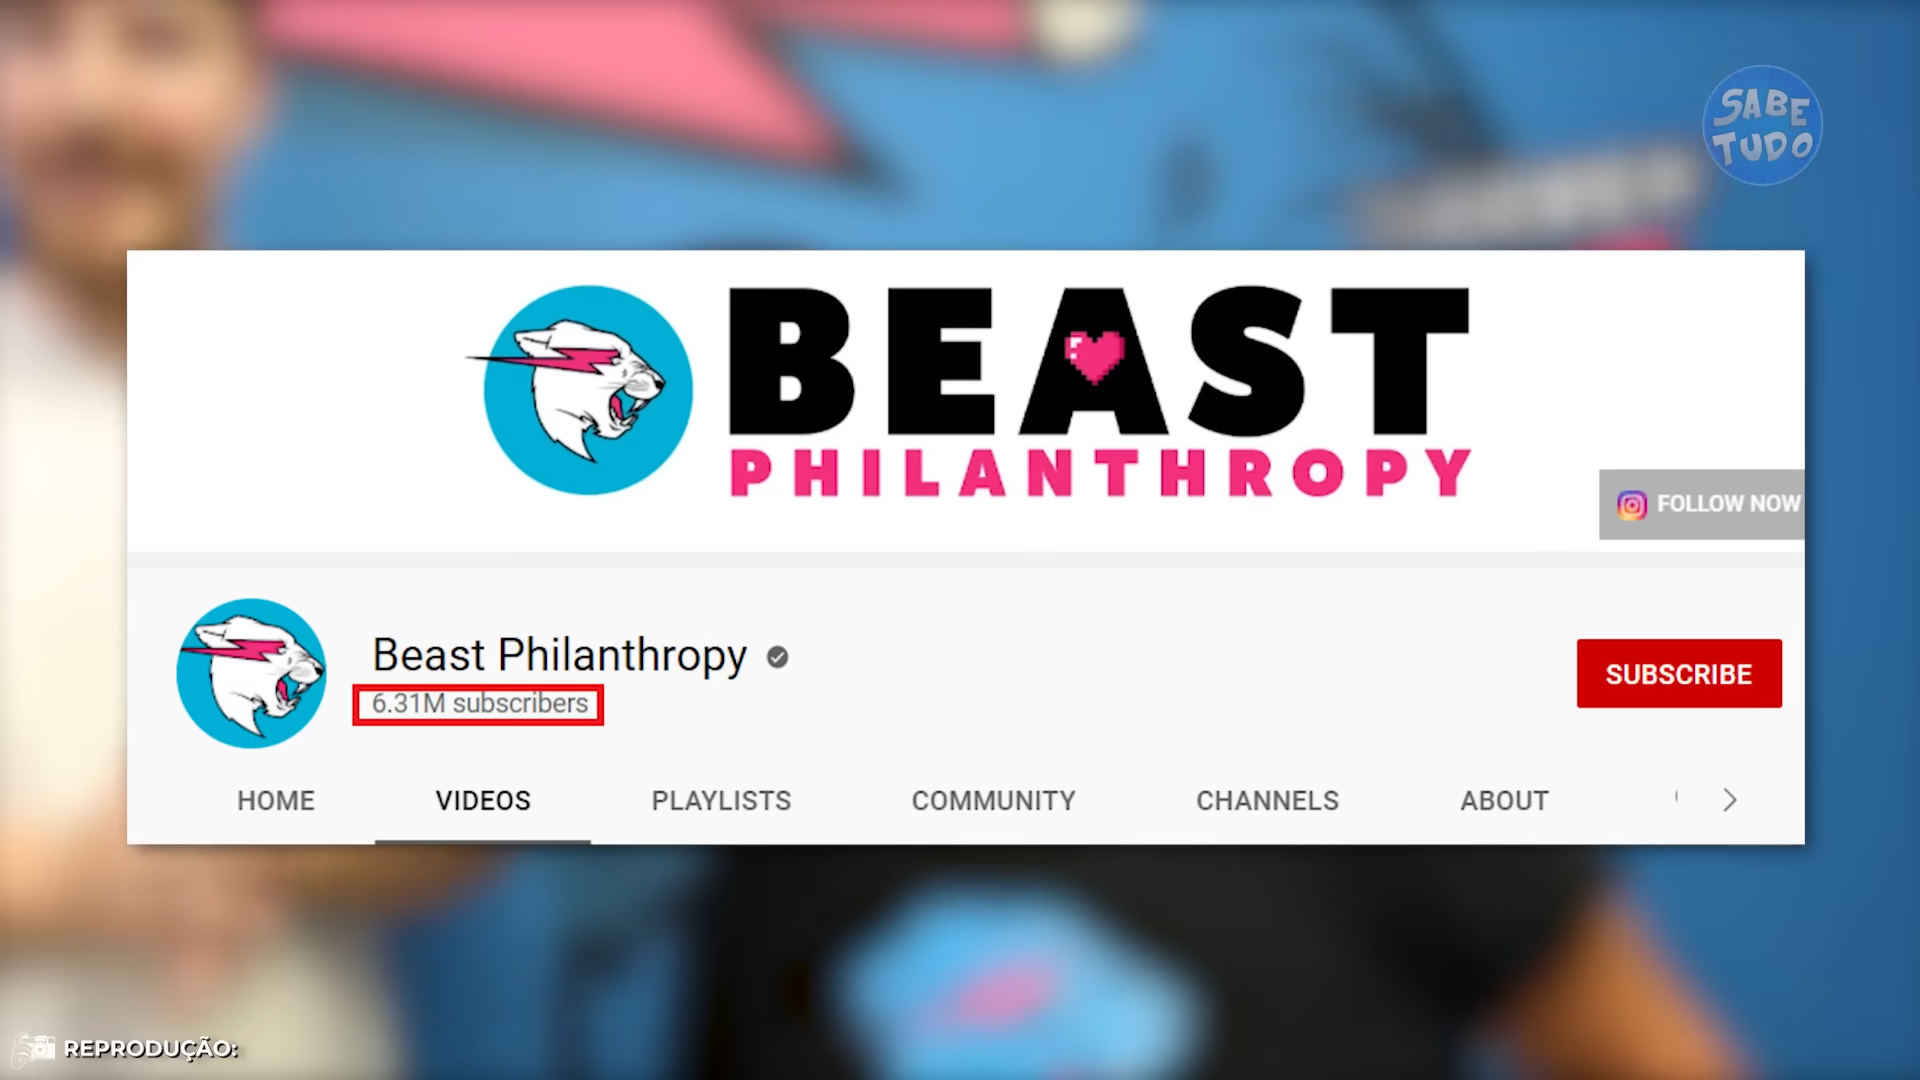 SABE
TUDO
BEAST
PHILANTHROPY
FOLLOW NOW
Beast Philanthropy
6.31M subscribers
SUBSCRIBE
HOME VIDEOS PLAYLISTS COMMUNITY CHANNELS ABOUT
REPRODUÇÃO: